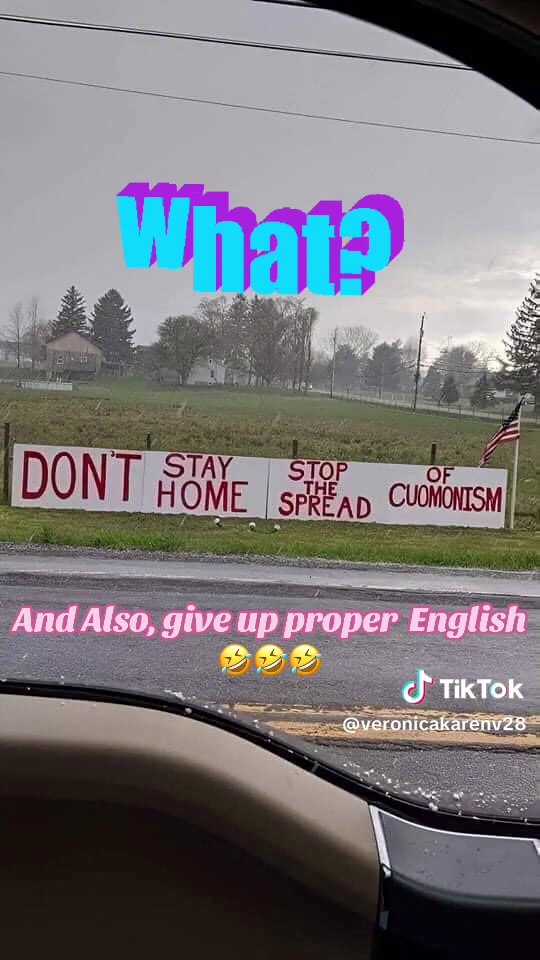 What?
DON'T
STAY
HOME
STOP
THE
SPREAD
OF
CUOMONISM
And Also, give up proper English
🤣🤣🤣
TikTok
@veronicakarenv28